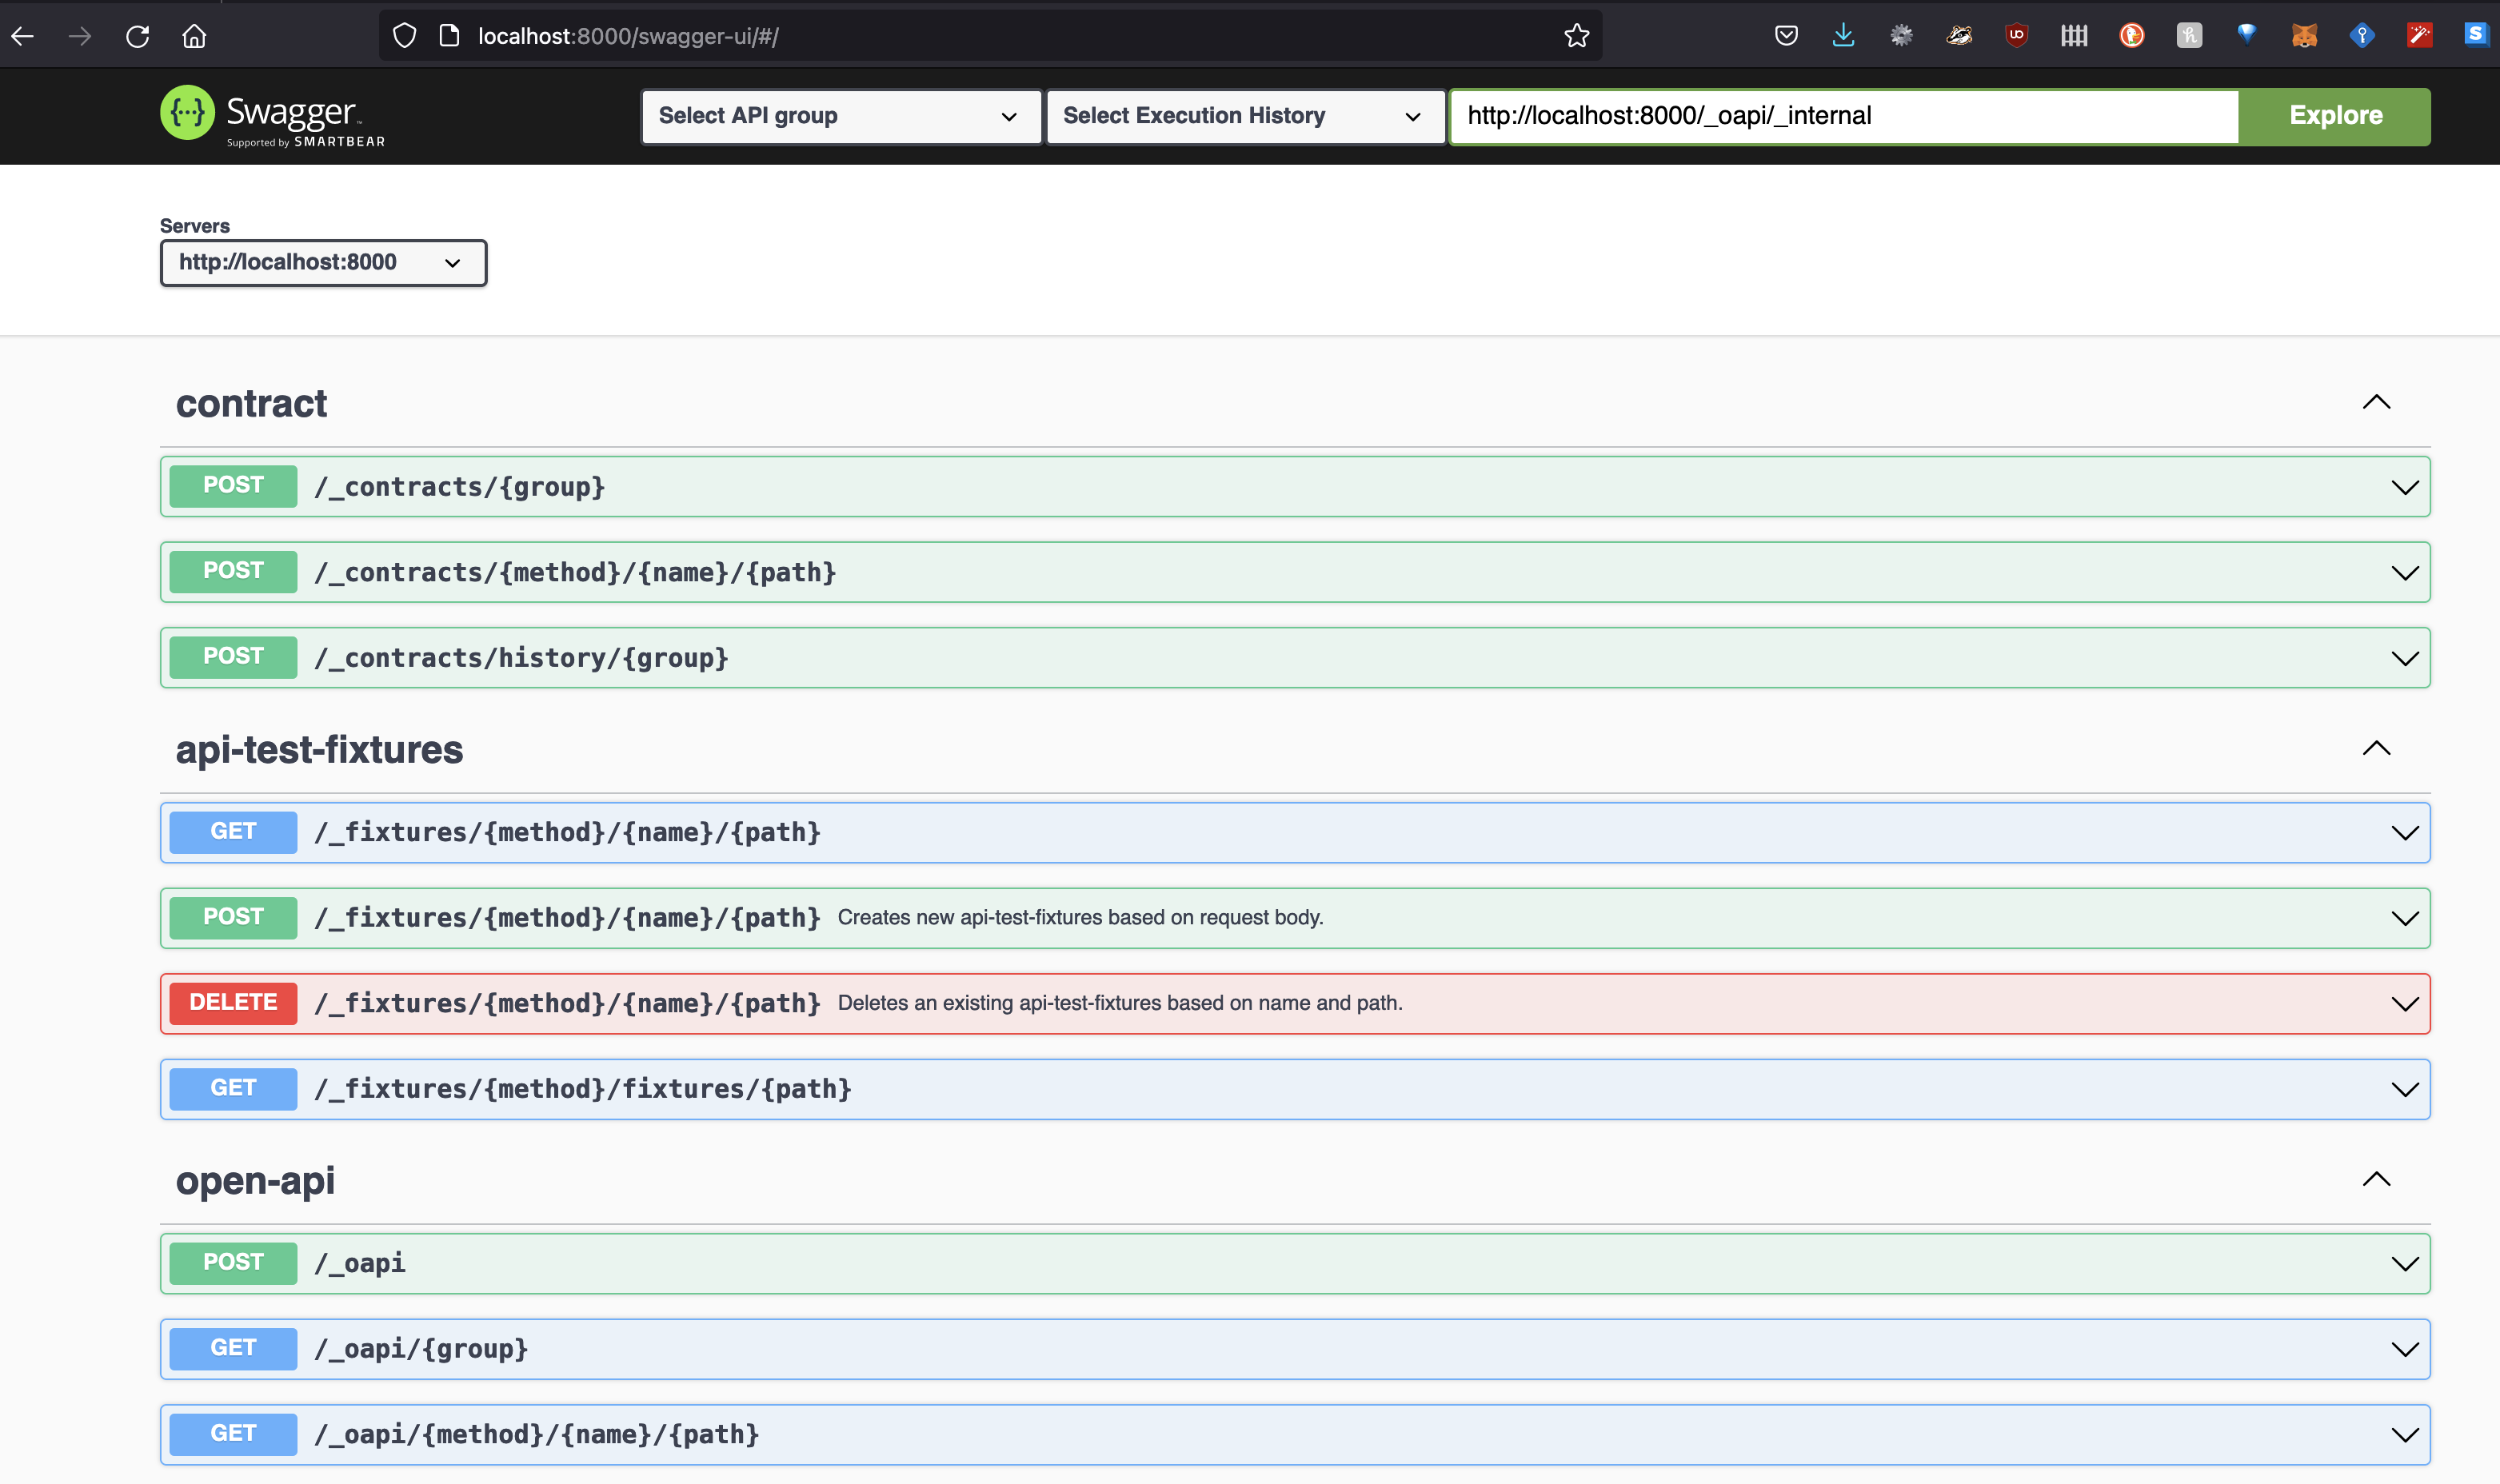 localhost:8000/swagger-ui/#/
{···} Swagger™
Supported by SMARTBEAR
Select API group
Select Execution History
http://localhost:8000/_oapi/_internal
Explore
Servers
http://localhost:8000
contract
POST /_contracts/{group}
POST /_contracts/{method}/{name}/{path}
POST /_contracts/history/{group}
api-test-fixtures
GET /_fixtures/{method}/{name}/{path}
POST /_fixtures/{method}/{name}/{path} Creates new api-test-fixtures based on request body.
DELETE /_fixtures/{method}/{name}/{path} Deletes an existing api-test-fixtures based on name and path.
GET /_fixtures/{method}/fixtures/{path}
open-api
POST /_oapi
GET /_oapi/{group}
GET /_oapi/{method}/{name}/{path}